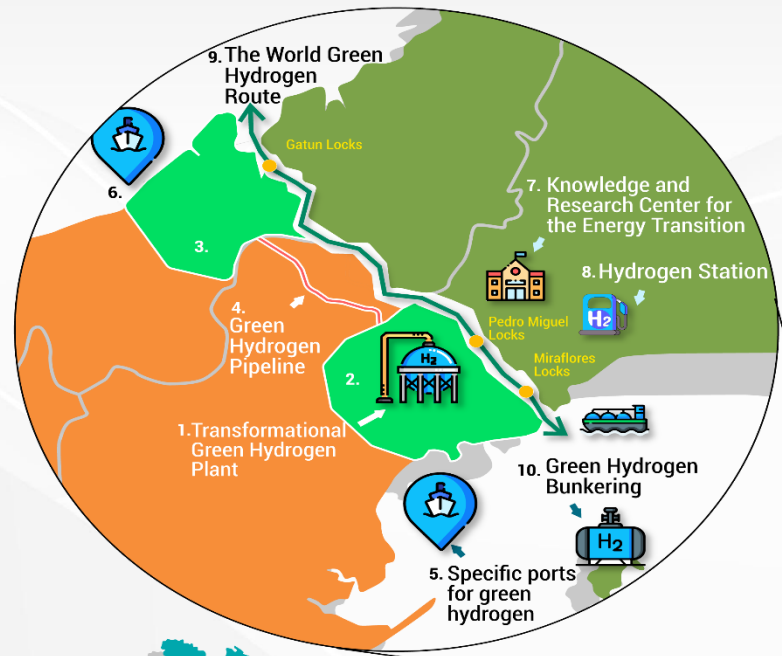 9. The World Green
Hydrogen
Route
Gatun Locks
6.
7. Knowledge and
Research Center for
the Energy Transition
3.
8. Hydrogen Station
4.
Green
Hydrogen
Pipeline
H2
Pedro Miguel
Locks
H2
Miraflores
Locks
2.
1. Transformational
Green Hydrogen
Plant
10. Green Hydrogen
Bunkering
H2
5. Specific ports
for green
hydrogen